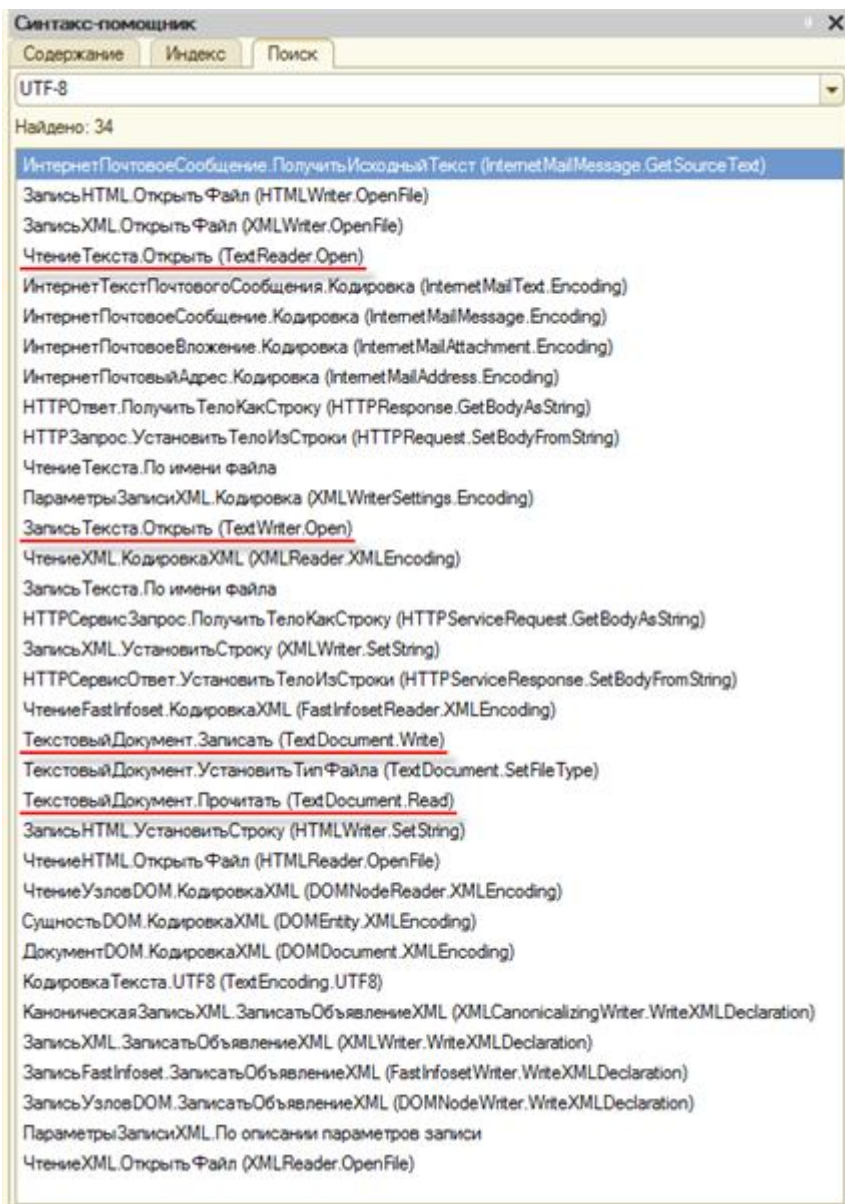 Синтакс-помощник
Содержание Индекс Поиск
UTF-8
Найдено: 34
ИнтернетПочтовоеСообщение.ПолучитьИсходныйТекст (InternetMailMessage.GetSourceText)
ЗаписьHTML.ОткрытьФайл (HTMLWriter.OpenFile)
ЗаписьXML.ОткрытьФайл (XMLWriter.OpenFile)
ЧтениеТекста.Открыть (TextReader.Open)
ИнтернетТекстПочтовогоСообщения.Кодировка (InternetMailText.Encoding)
ИнтернетПочтовоеСообщение.Кодировка (InternetMailMessage.Encoding)
ИнтернетПочтовоеВложение.Кодировка (InternetMailAttachment.Encoding)
ИнтернетПочтовыйАдрес.Кодировка (InternetMailAddress.Encoding)
HTTPОтвет.ПолучитьТелоКакСтроку (HTTPResponse.GetBodyAsString)
HTTPЗапрос.УстановитьТелоИзСтроки (HTTPRequest.SetBodyFromString)
ЧтениеТекста.По имени файла
ПараметрыЗаписиXML.Кодировка (XMLWriterSettings.Encoding)
ЗаписьТекста.Открыть (TextWriter.Open)
ЧтениеXML.КодировкаXML (XMLReader.XMLEncoding)
ЗаписьТекста.По имени файла
HTTPСервисЗапрос.ПолучитьТелоКакСтроку (HTTPServiceRequest.GetBodyAsString)
ЗаписьXML.УстановитьСтроку (XMLWriter.SetString)
HTTPСервисОтвет.УстановитьТелоИзСтроки (HTTPServiceResponse.SetBodyFromString)
ЧтениеFastInfoset.КодировкаXML (FastInfosetReader.XMLEncoding)
ТекстовыйДокумент.Записать (TextDocument.Write)
ТекстовыйДокумент.УстановитьТипФайла (TextDocument.SetFileType)
ТекстовыйДокумент.Прочитать (TextDocument.Read)
ЗаписьHTML.УстановитьСтроку (HTMLWriter.SetString)
ЧтениеHTML.ОткрытьФайл (HTMLReader.OpenFile)
ЧтениеУзловDOM.КодировкаXML (DOMNodeReader.XMLEncoding)
СущностьDOM.КодировкаXML (DOMEntity.XMLEncoding)
ДокументDOM.КодировкаXML (DOMDocument.XMLEncoding)
КодировкаТекста.UTF8 (TextEncoding.UTF8)
КаноническаяЗаписьXML.ЗаписатьОбъявлениеXML (XMLCanonicalizingWriter.WriteXMLDeclaration)
ЗаписьXML.ЗаписатьОбъявлениеXML (XMLWriter.WriteXMLDeclaration)
ЗаписьFastInfoset.ЗаписатьОбъявлениеXML (FastInfosetWriter.WriteXMLDeclaration)
ЗаписьУзловDOM.ЗаписатьОбъявлениеXML (DOMNodeWriter.WriteXMLDeclaration)
ПараметрыЗаписиXML.По описании параметров записи
ЧтениеXML.ОткрытьФайл (XMLReader.OpenFile)